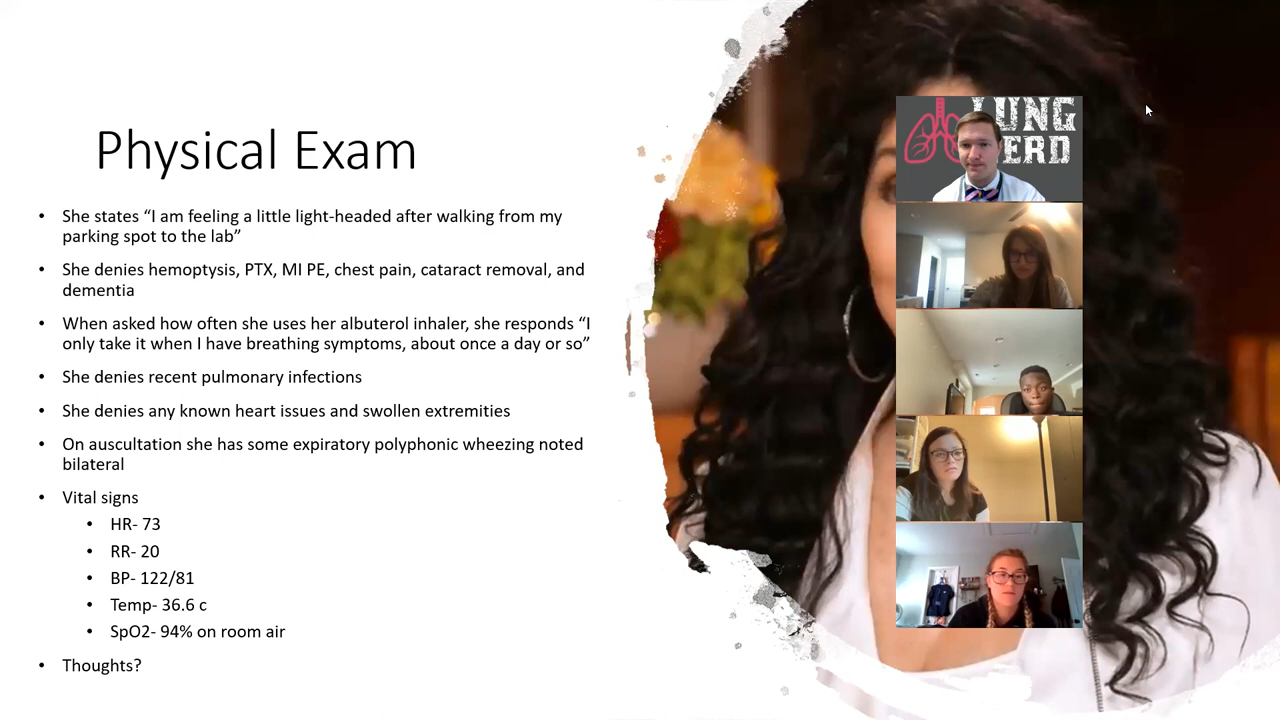 Physical Exam
• She states “I am feeling a little light-headed after walking from my
parking spot to the lab”
• She denies hemoptysis, PTX, MI PE, chest pain, cataract removal, and
dementia
• When asked how often she uses her albuterol inhaler, she responds “I
only take it when I have breathing symptoms, about once a day or so”
• She denies recent pulmonary infections
• She denies any known heart issues and swollen extremities
• On auscultation she has some expiratory polyphonic wheezing noted
bilateral
• Vital signs
• HR- 73
• RR- 20
• BP- 122/81
• Temp- 36.6 c
• SpO2- 94% on room air
• Thoughts?
LUNG
ERD